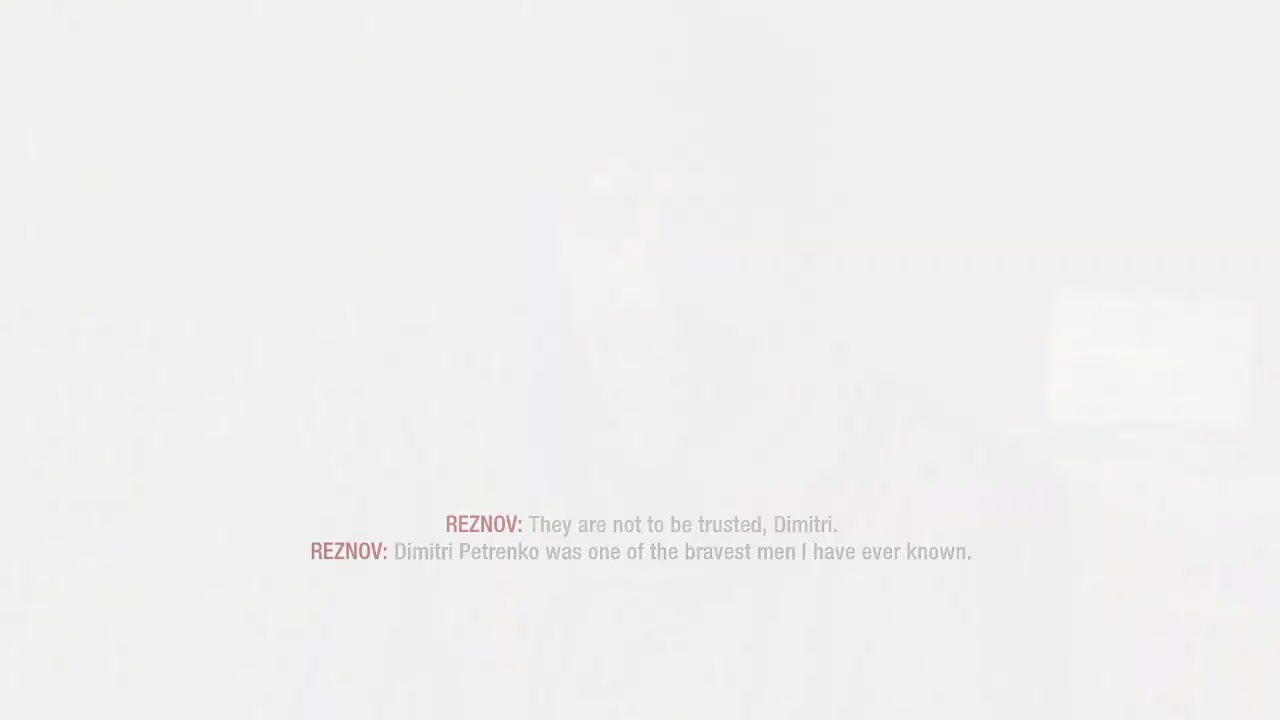 REZNOV: They are not to be trusted, Dimitri.
REZNOV: Dimitri Petrenko was one of the bravest men I have ever known.